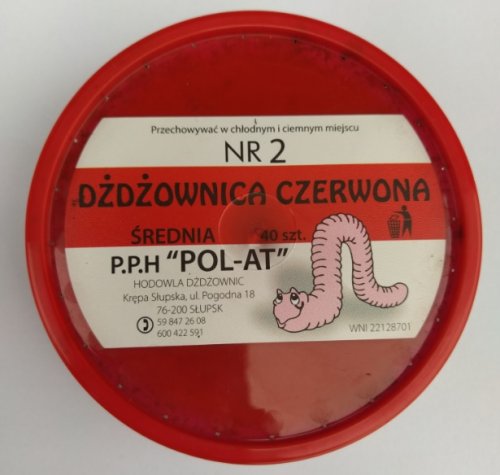 Przechowywać w chłodnym i ciemnym miejscu
NR 2
DŻDŻOWNICA CZERWONA
ŚREDNIA 40 szt.
P.P.H "POL-AT"
HODOWLA DŻDŻOWNIC
Krępa Słupska, ul. Pogodna 18
76-200 SŁUPSK
59 847 26 08
600 422 591
WNI 22128701